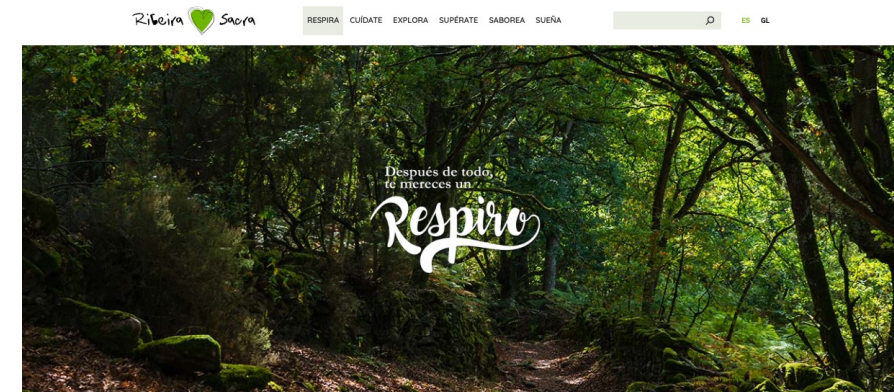 Ribeira Sacra
RESPIRA CUÍDATE EXPLORA SUPÉRATE SABOREA SUEÑA
ES GL
Después de todo,
te mereces un
Respiro